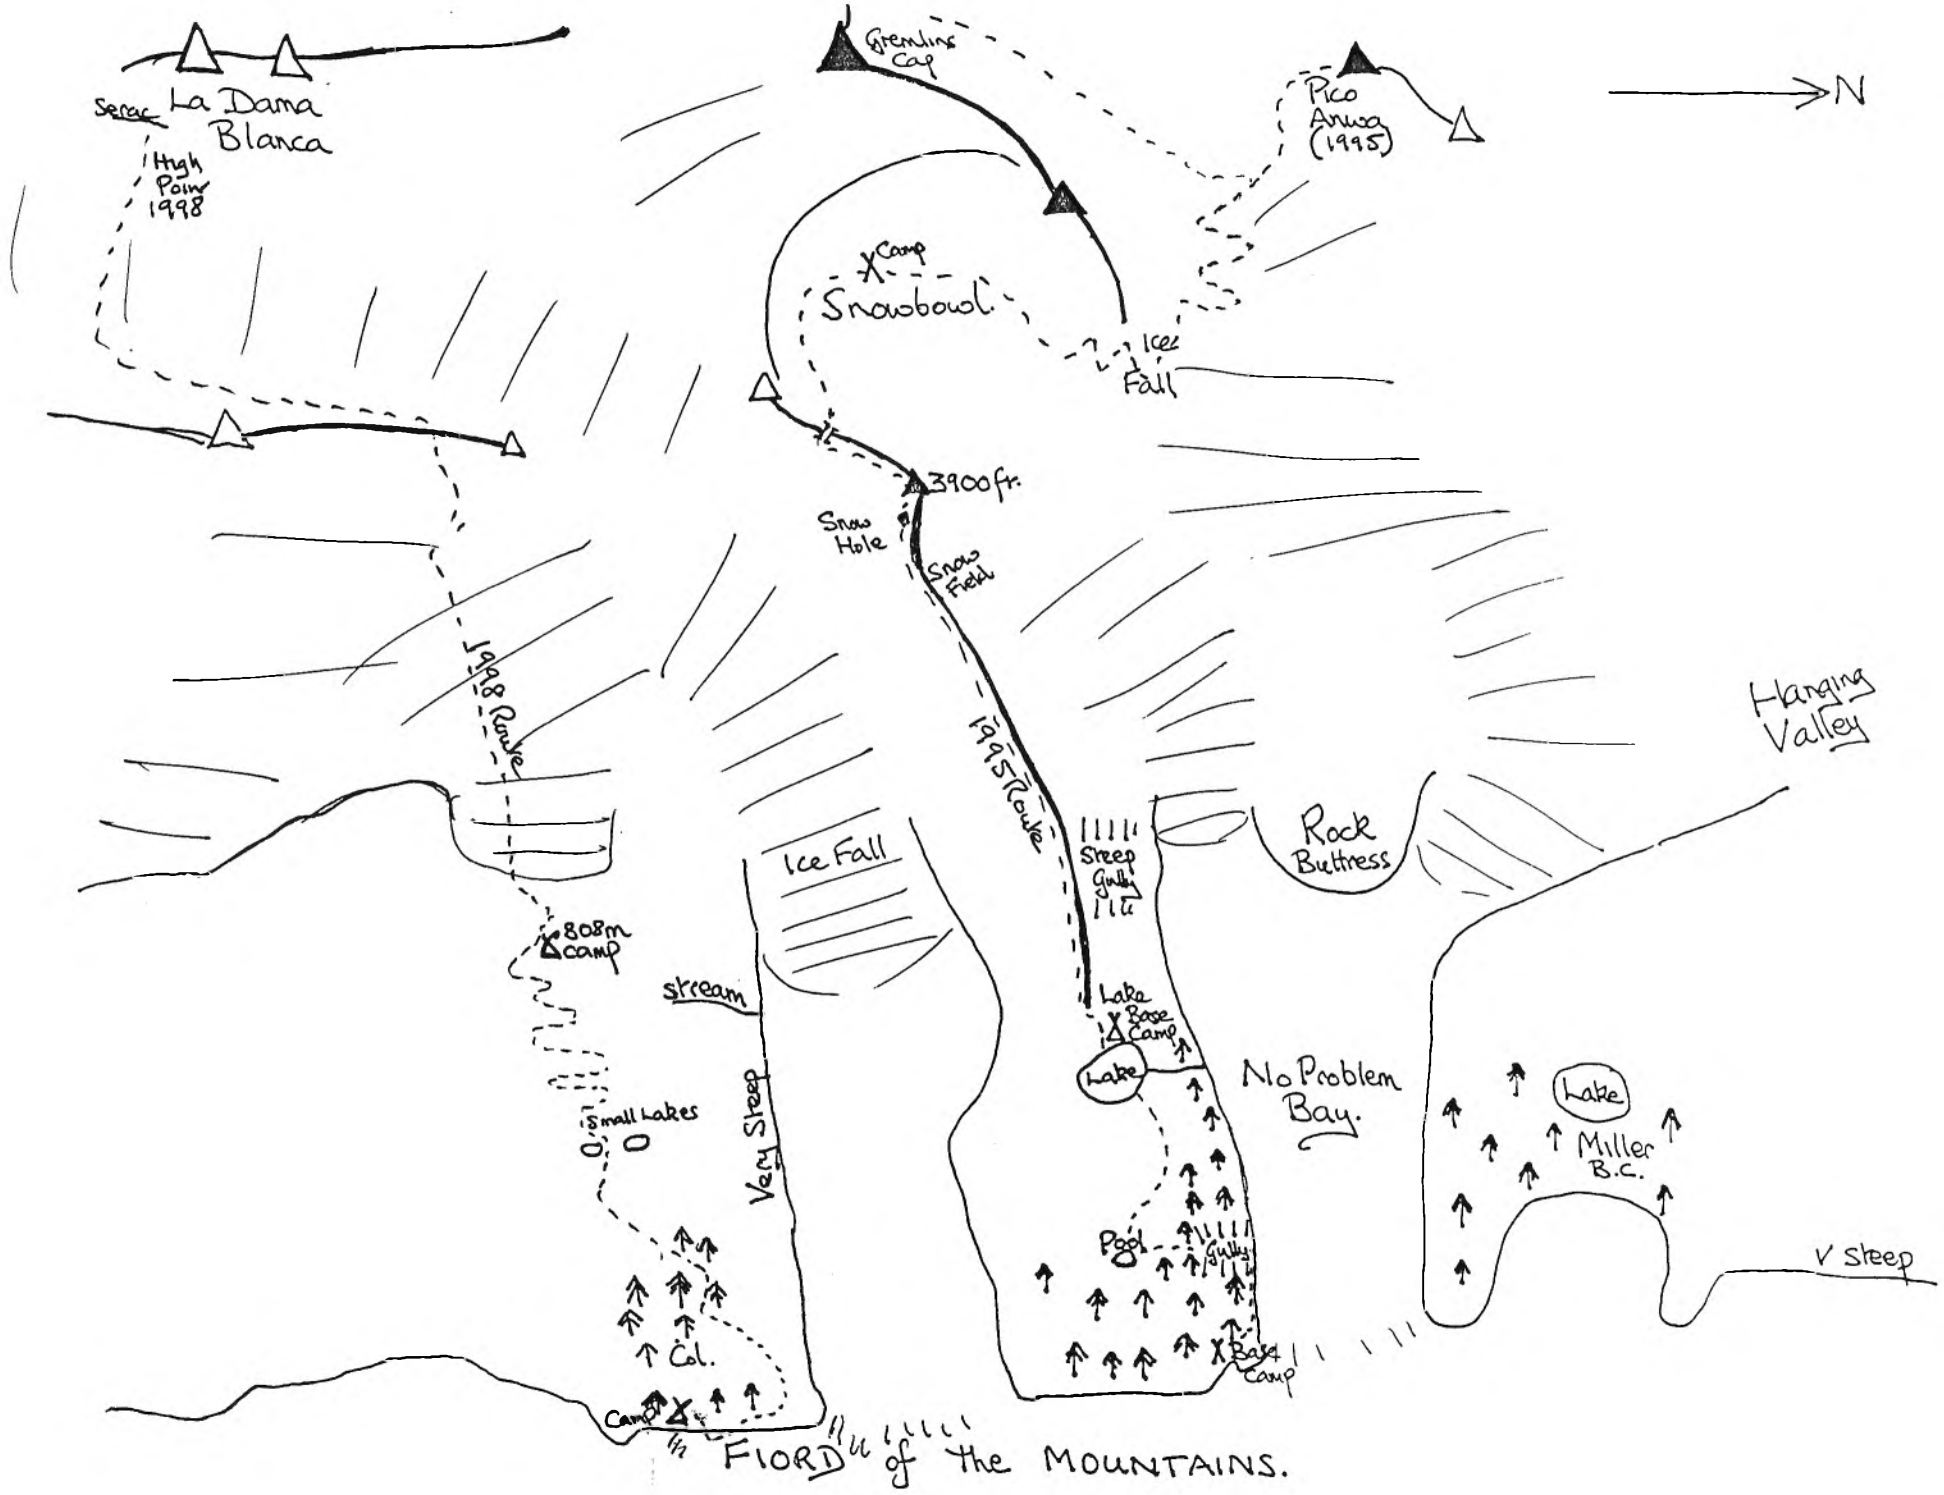 Gremlins
Cap
Pico
Anwa
(1995)
N
Serac
La Dama
Blanca
High
Point
1998
Camp
Snowbowl.
Ice
Fall
3900ft.
Snow
Hole
Snow
Field
1998 Route
1995 Route
Hanging
Valley
Rock
Buttress
Steep
Gully
Ice Fall
808m
camp
stream
Lake
Base
Camp
Lake
No Problem
Bay.
Lake
Miller
B.C.
Small Lakes
Very Steep
Pool
Gully
V Steep
Col.
Base
Camp
Camp
FIORD of the MOUNTAINS.